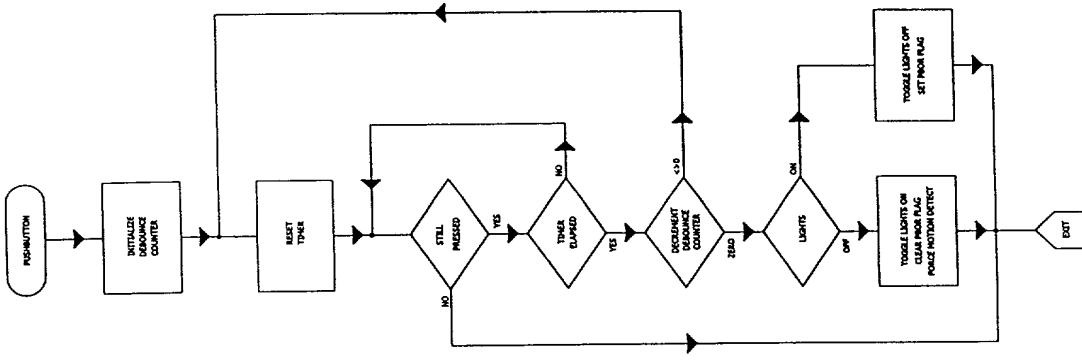 PUSHBUTTON
INITIALIZE
DEBOUNCE
COUNTER
RESET
TIMER
STILL
PRESSED
NO
YES
TIMER
ELAPSED
NO
YES
DECREMENT
DEBOUNCE
COUNTER
<>0
ZERO
LIGHTS
ON
OFF
TOGGLE LIGHTS OFF
SET PRIOR FLAG
TOGGLE LIGHTS ON
CLEAR PRIOR FLAG
FORCE MOTION DETECT
EXIT